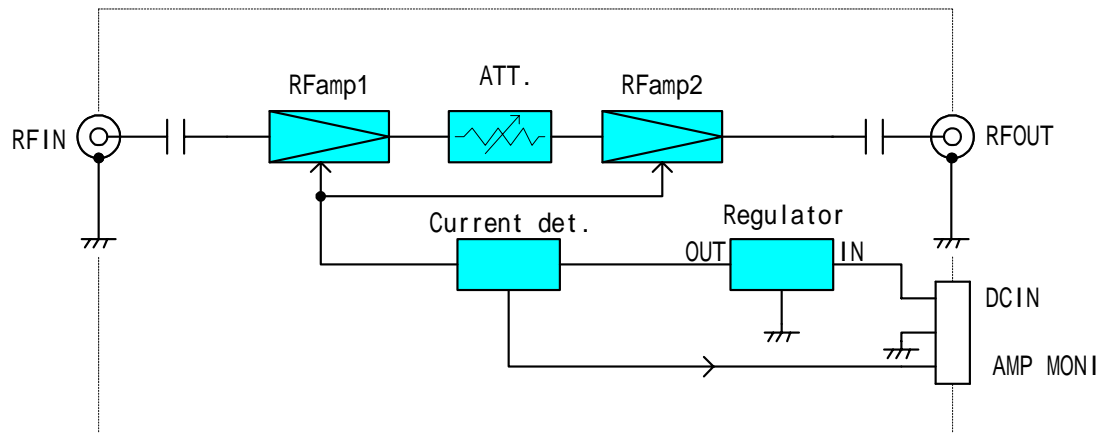 ATT.
RFamp1
RFamp2
RFIN
RFOUT
Current det.
Regulator
OUT
IN
DCIN
AMP MONI